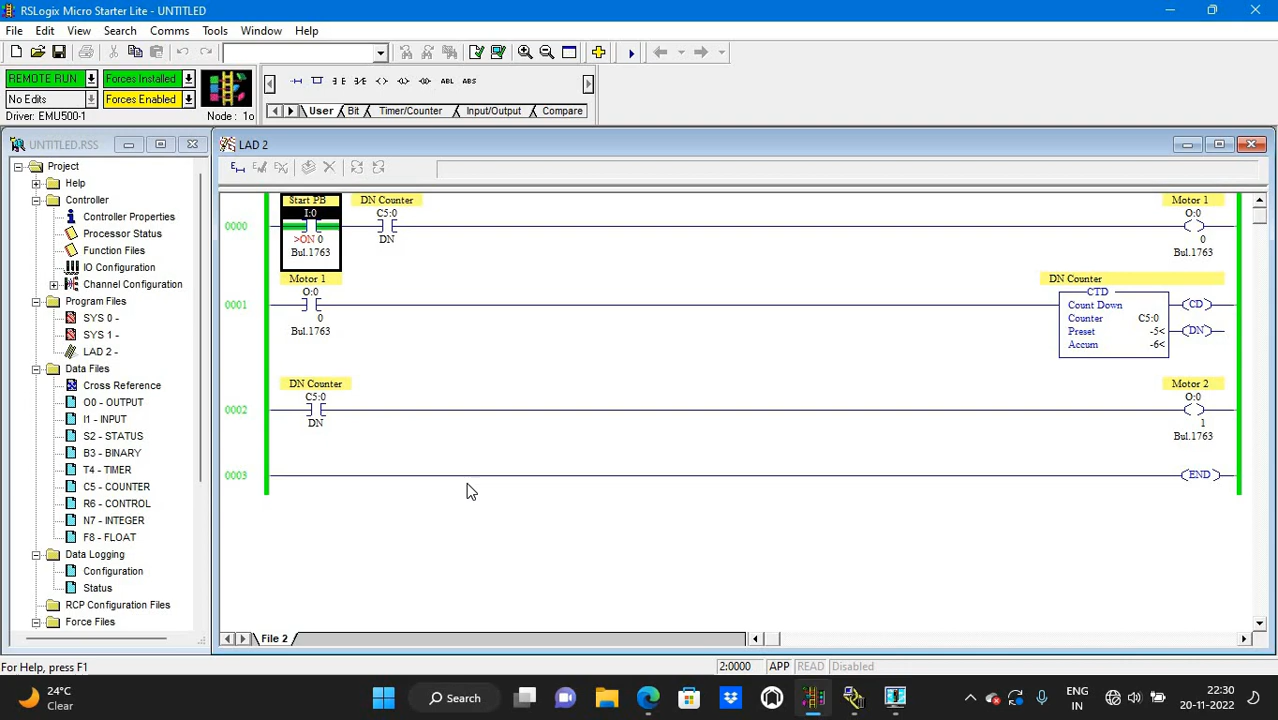 RSLogix Micro Starter Lite - UNTITLED
File Edit View Search Comms Tools Window Help
REMOTE RUN Forces Installed
No Edits Forces Enabled
Driver: EMU500-1 Node : 1o
ABL ABS
User Bit Timer/Counter Input/Output Compare
UNTITLED.RSS
Project
Help
Controller
Controller Properties
Processor Status
Function Files
IO Configuration
Channel Configuration
Program Files
SYS 0 -
SYS 1 -
LAD 2 -
Data Files
Cross Reference
O0 - OUTPUT
I1 - INPUT
S2 - STATUS
B3 - BINARY
T4 - TIMER
C5 - COUNTER
R6 - CONTROL
N7 - INTEGER
F8 - FLOAT
Data Logging
Configuration
Status
RCP Configuration Files
Force Files
LAD 2
Start PB DN Counter Motor 1
I:0 C5:0 O:0
0000
>ON 0 DN 0
Bul.1763 Bul.1763
Motor 1 DN Counter
O:0 CTD
0001 Count Down CD
0 Counter C5:0
Bul.1763 Preset -5< DN
Accum -6<
DN Counter Motor 2
C5:0 O:0
0002
DN 1
Bul.1763
0003 END
File 2
For Help, press F1 2:0000 APP READ Disabled
24°C
Clear
Search
ENG
IN
22:30
20-11-2022